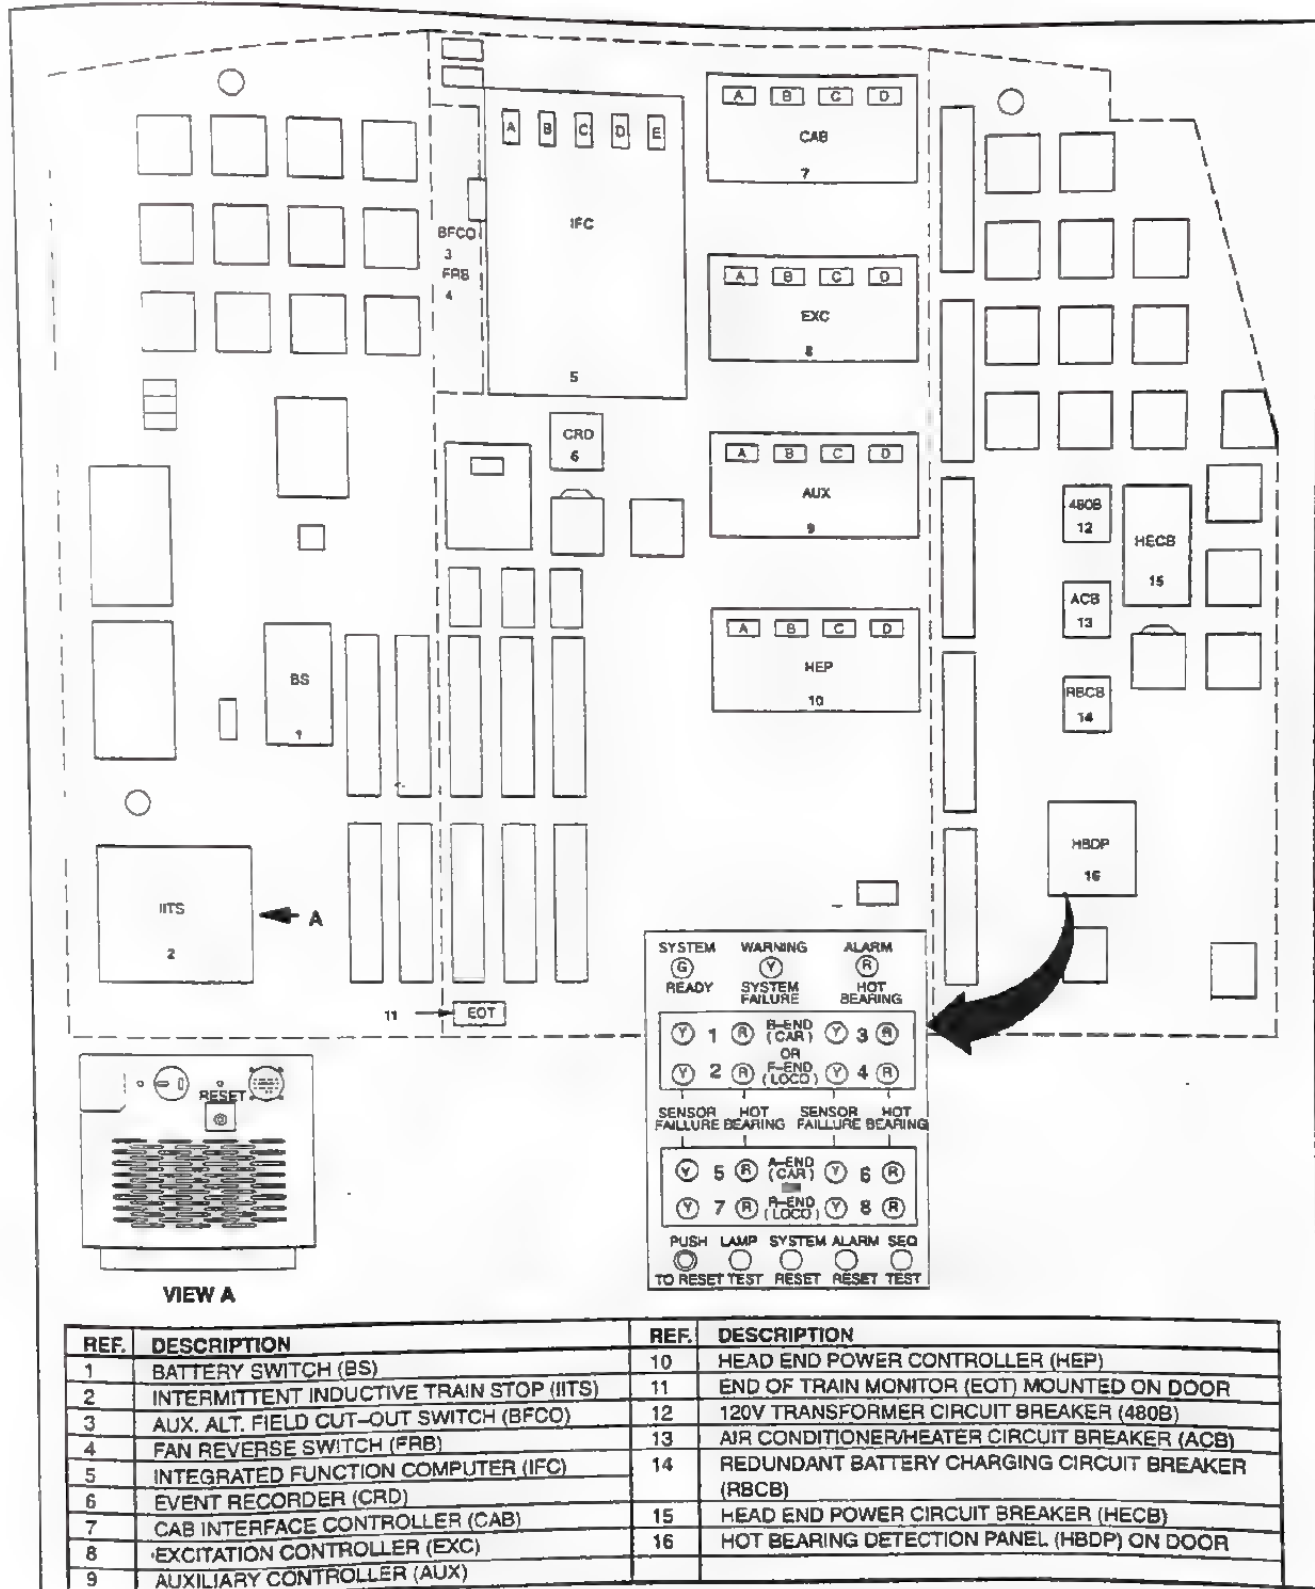 A B C D E
IFC
5
A B C D
CAB
7
BFCO
3
FRB
4
A B C D
EXC
8
CRD
6
A B C D
AUX
9
480B
12
HECB
15
ACB
13
A B C D
HEP
10
RBCB
14
BS
1
HBDP
16
IITS
2
A
11
EOT
SYSTEM WARNING ALARM
G Y R
READY SYSTEM FAILURE HOT BEARING
Y 1 R B-END (CAR) Y 3 R
OR
Y 2 R F-END (LOCO) Y 4 R
SENSOR HOT SENSOR HOT
FAILLURE BEARING FAILLURE BEARING
Y 5 R A-END (CAR) Y 6 R
Y 7 R R-END (LOCO) Y 8 R
PUSH LAMP SYSTEM ALARM SEQ
TO RESET TEST RESET RESET TEST
RESET
VIEW A
REF. DESCRIPTION
1 BATTERY SWITCH (BS)
2 INTERMITTENT INDUCTIVE TRAIN STOP (IITS)
3 AUX. ALT. FIELD CUT-OUT SWITCH (BFCO)
4 FAN REVERSE SWITCH (FRB)
5 INTEGRATED FUNCTION COMPUTER (IFC)
6 EVENT RECORDER (CRD)
7 CAB INTERFACE CONTROLLER (CAB)
8 EXCITATION CONTROLLER (EXC)
9 AUXILIARY CONTROLLER (AUX)
REF. DESCRIPTION
10 HEAD END POWER CONTROLLER (HEP)
11 END OF TRAIN MONITOR (EOT) MOUNTED ON DOOR
12 120V TRANSFORMER CIRCUIT BREAKER (480B)
13 AIR CONDITIONER/HEATER CIRCUIT BREAKER (ACB)
14 REDUNDANT BATTERY CHARGING CIRCUIT BREAKER
(RBCB)
15 HEAD END POWER CIRCUIT BREAKER (HECB)
16 HOT BEARING DETECTION PANEL (HBDP) ON DOOR